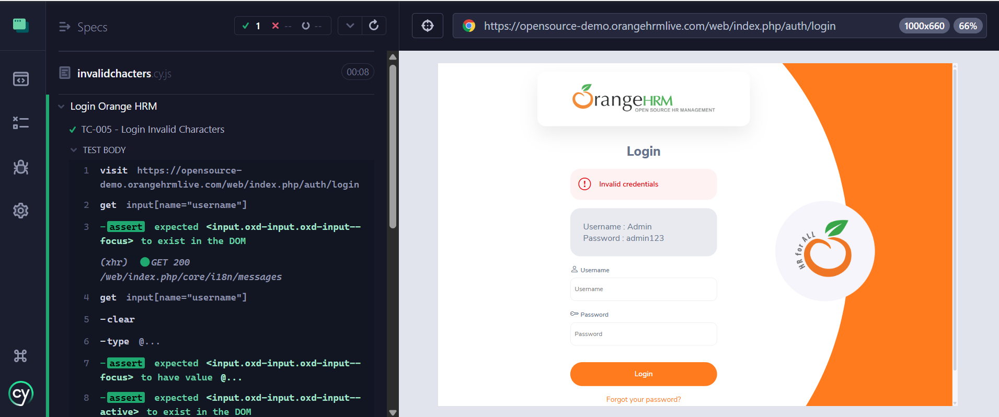 Specs
1 -- --
https://opensource-demo.orangehrmlive.com/web/index.php/auth/login 1000x660 66%
invalidchacters.cy.js 00:08
Login Orange HRM
TC-005 - Login Invalid Characters
TEST BODY
1 visit https://opensource-
demo.orangehrmlive.com/web/index.php/auth/login
2 get input[name="username"]
3 -assert expected <input.oxd-input.oxd-input--
focus> to exist in the DOM
(xhr) GET 200
/web/index.php/core/i18n/messages
4 get input[name="username"]
5 -clear
6 -type @...
7 -assert expected <input.oxd-input.oxd-input--
focus> to have value @...
8 -assert expected <input.oxd-input.oxd-input--
active> to exist in the DOM
cy
OrangeHRM
OPEN SOURCE HR MANAGEMENT
Login
Invalid credentials
Username : Admin
Password : admin123
Username
Username
Password
Password
Login
Forgot your password?
HR for ALL